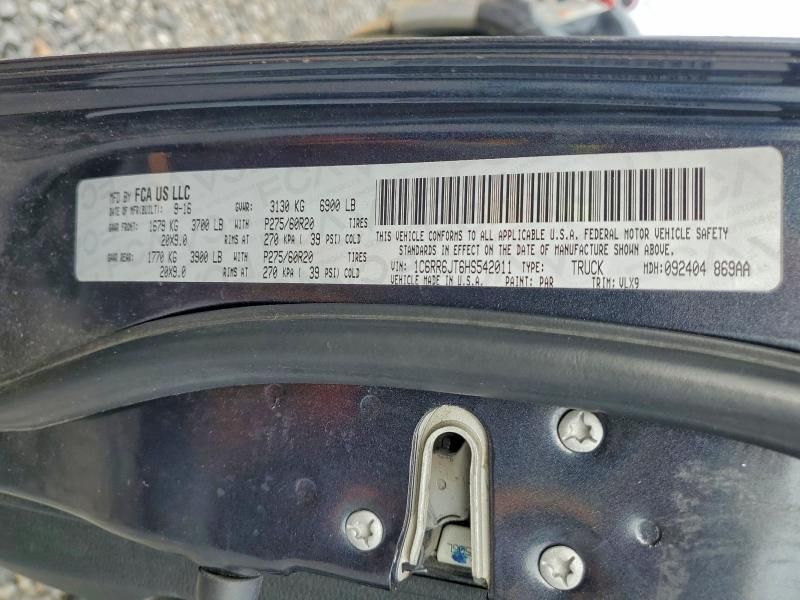 MFD BY FCA US LLC
DATE OF MFR(BUILT): 9-16 GVWR: 3130 KG 6900 LB
GAWR FRONT: 1679 KG 3700 LB WITH P275/60R20 TIRES
20X9.0 RIMS AT 270 KPA ( 39 PSI) COLD
GAWR REAR: 1770 KG 3900 LB WITH P275/60R20 TIRES
20X9.0 RIMS AT 270 KPA ( 39 PSI) COLD
THIS VEHICLE CONFORMS TO ALL APPLICABLE U.S.A. FEDERAL MOTOR VEHICLE SAFETY
STANDARDS IN EFFECT ON THE DATE OF MANUFACTURE SHOWN ABOVE.
VIN: 1C6RR6JT6HS542011 TYPE: TRUCK MDH:092404 869AA
VEHICLE MADE IN U.S.A. PAINT: PAR TRIM: VLX9